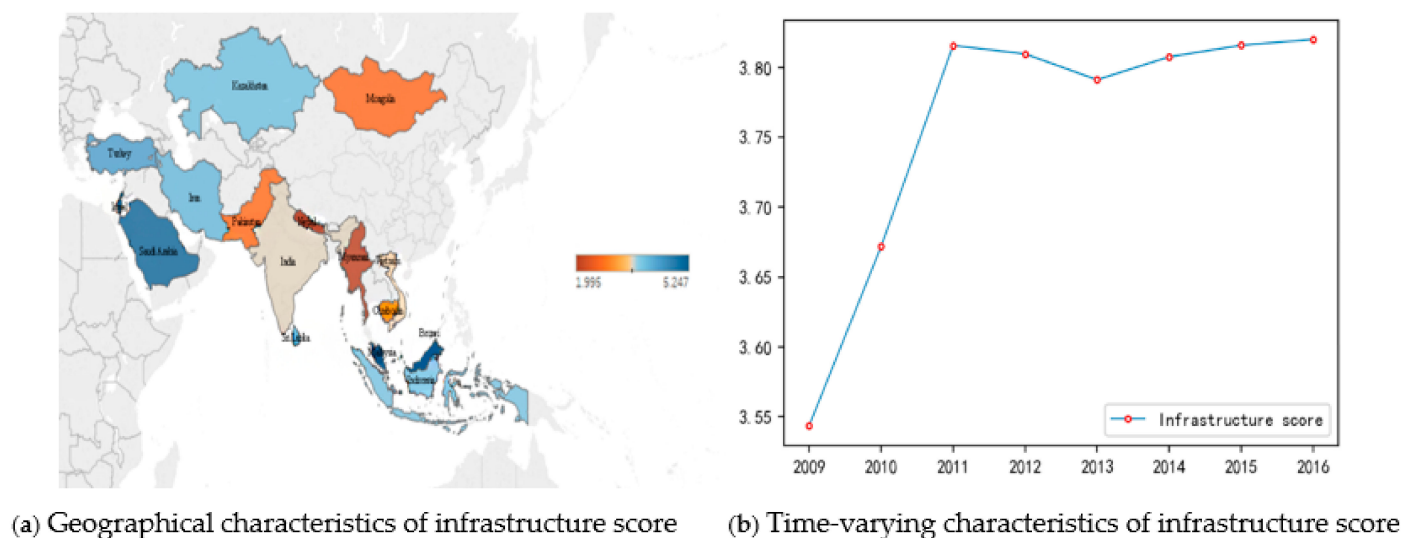 Kazakhstan
Mongolia
Turkey
Iran
Pakistan
Nepal
Saudi Arabia
India
Myanmar
Vietnam
Cambodia
Sri Lanka
Brunei
Malaysia
Indonesia
1.995 5.247
3.80
3.75
3.70
3.65
3.60
3.55
Infrastructure score
2009 2010 2011 2012 2013 2014 2015 2016
(a) Geographical characteristics of infrastructure score
(b) Time-varying characteristics of infrastructure score